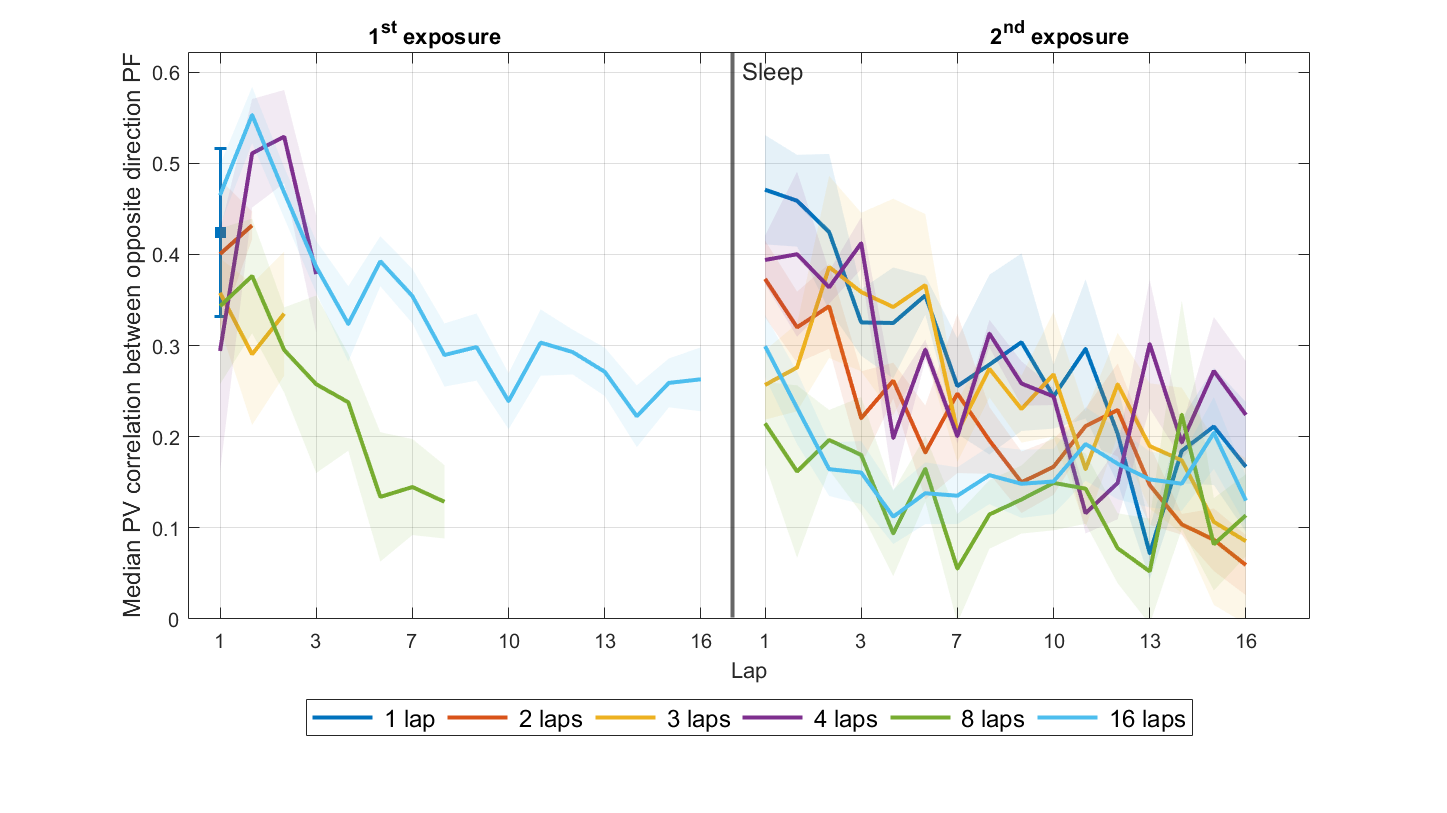 1st exposure
2nd exposure
Median PV correlation between opposite direction PF
0.6
0.5
0.4
0.3
0.2
0.1
0
Sleep
1 3 7 10 13 16
1 3 7 10 13 16
Lap
1 lap 2 laps 3 laps 4 laps 8 laps 16 laps